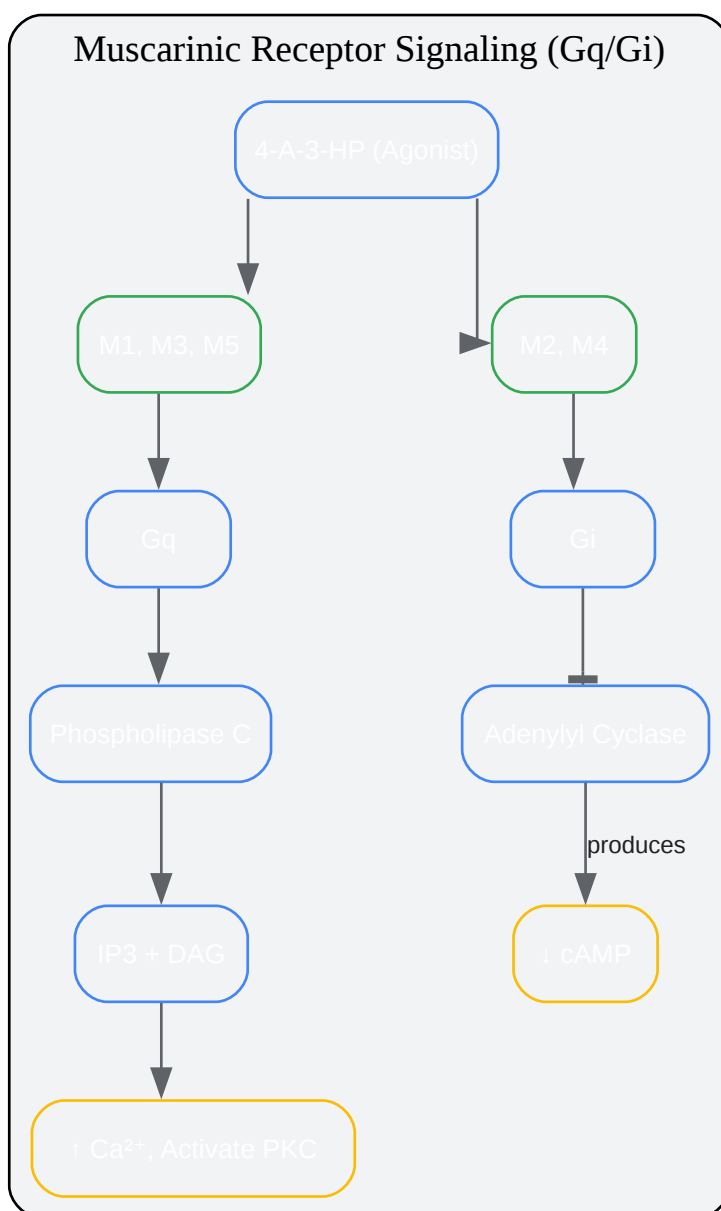 Muscarinic Receptor Signaling (Gq/Gi)
4-A-3-HP (Agonist)
M1, M3, M5
M2, M4
Gq
Gi
Phospholipase C
Adenylyl Cyclase
produces
IP3 + DAG
↓ cAMP
↑ Ca²⁺, Activate PKC